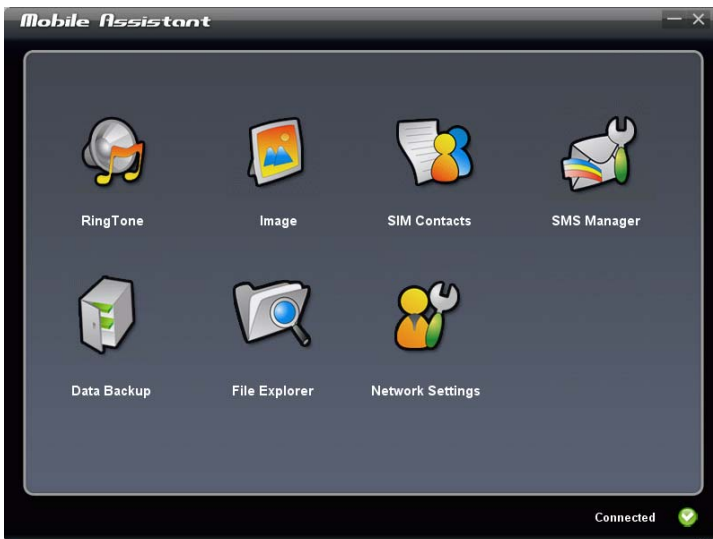 Mobile Assistant
RingTone
Image
SIM Contacts
SMS Manager
Data Backup
File Explorer
Network Settings
Connected